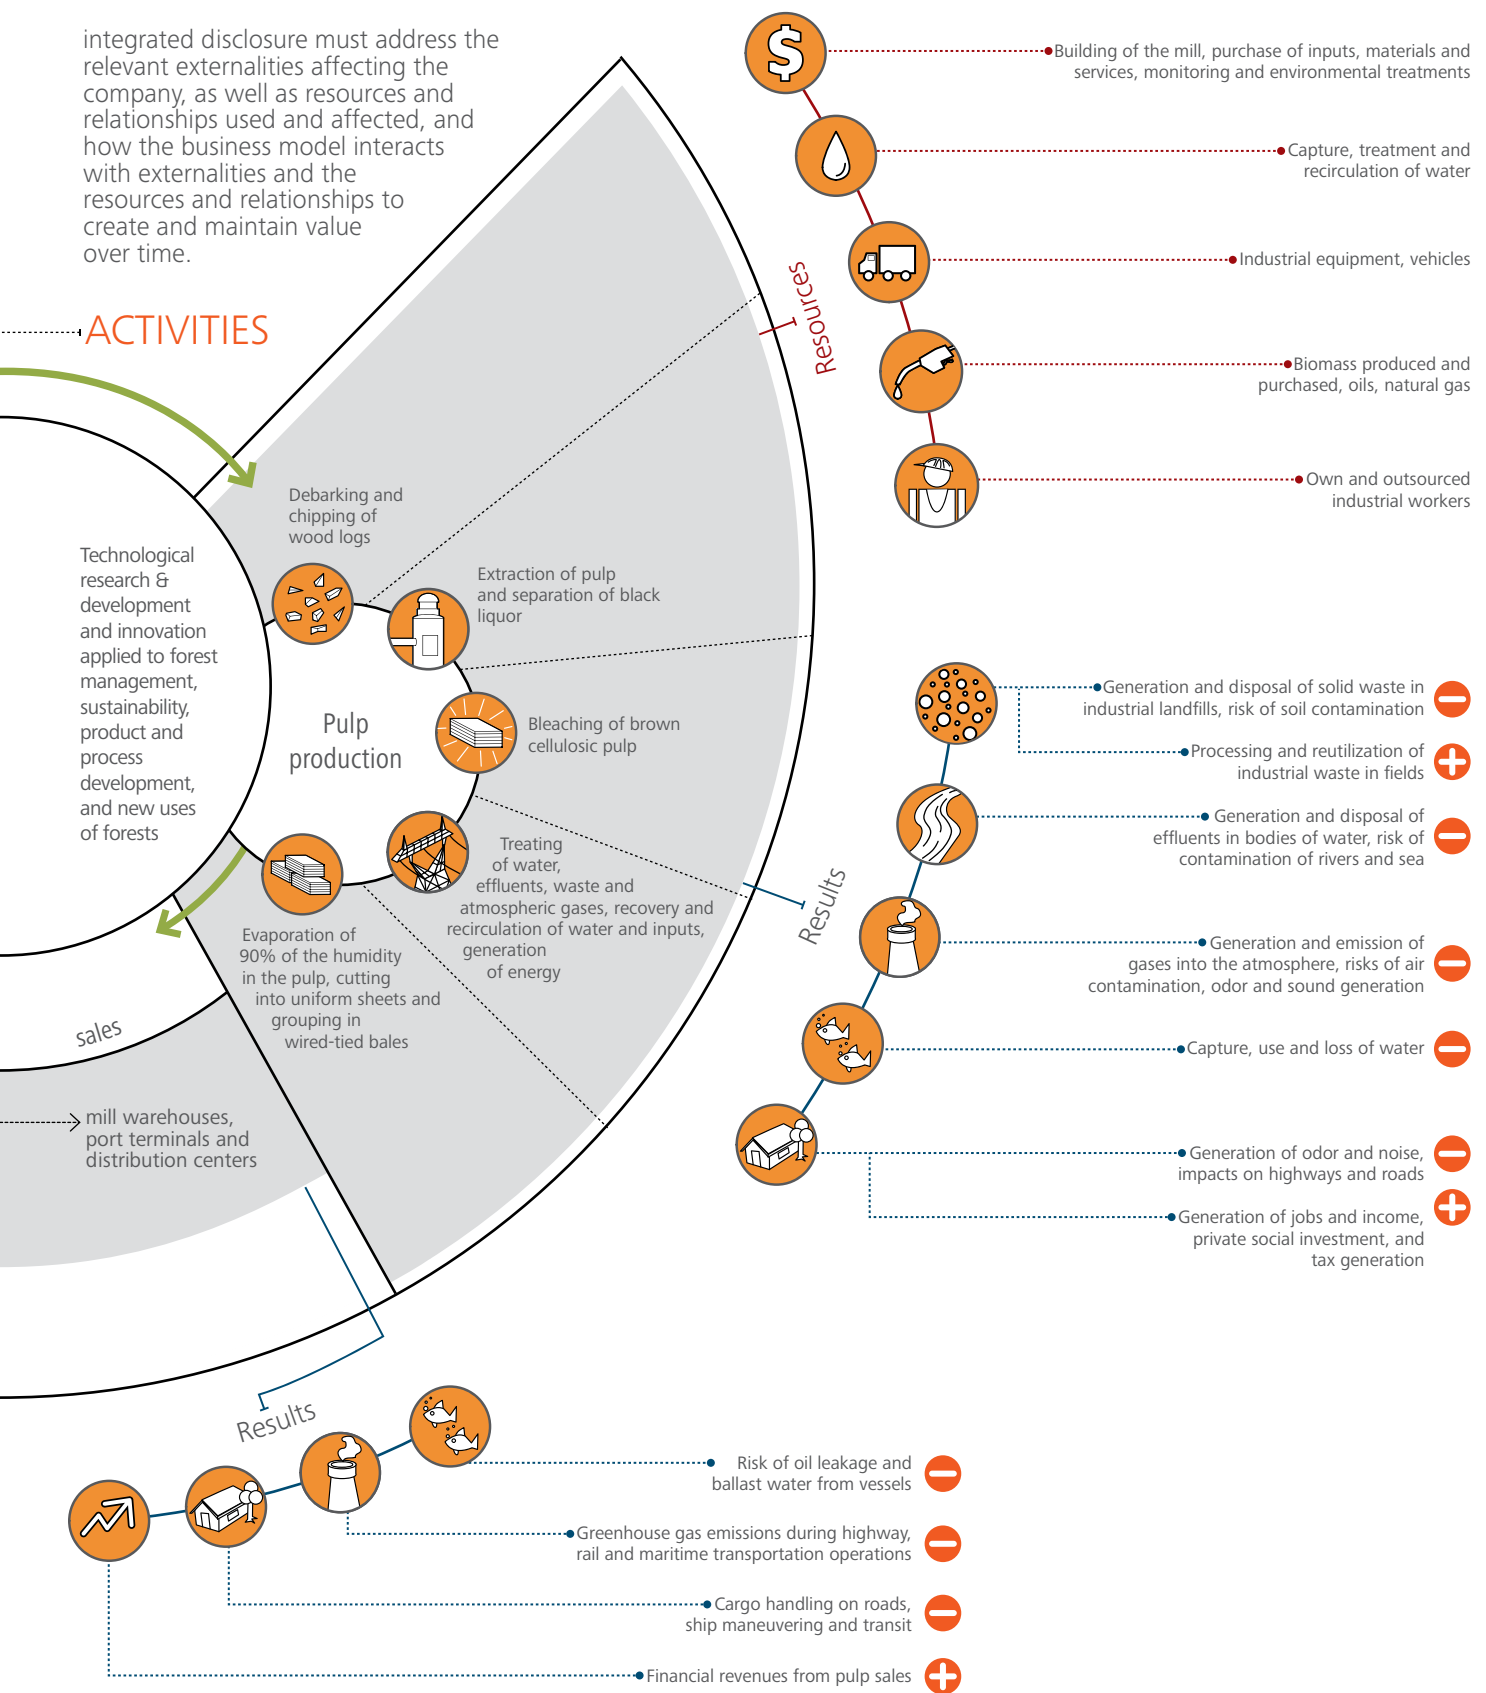 integrated disclosure must address the
relevant externalities affecting the
company, as well as resources and
relationships used and affected, and
how the business model interacts
with externalities and the
resources and relationships to
create and maintain value
over time.
ACTIVITIES
Technological
research &
development
and innovation
applied to forest
management,
sustainability,
product and
process
development,
and new uses
of forests
Pulp
production
Debarking and
chipping of
wood logs
Extraction of pulp
and separation of black
liquor
Bleaching of brown
cellulosic pulp
Treating
of water,
effluents, waste and
atmospheric gases, recovery and
recirculation of water and inputs,
generation
of energy
Evaporation of
90% of the humidity
in the pulp, cutting
into uniform sheets and
grouping in
wired-tied bales
sales
mill warehouses,
port terminals and
distribution centers
Resources
$
Building of the mill, purchase of inputs, materials and
services, monitoring and environmental treatments
Capture, treatment and
recirculation of water
Industrial equipment, vehicles
Biomass produced and
purchased, oils, natural gas
Own and outsourced
industrial workers
Results
Generation and disposal of solid waste in
industrial landfills, risk of soil contamination
Processing and reutilization of
industrial waste in fields
Generation and disposal of
effluents in bodies of water, risk of
contamination of rivers and sea
Generation and emission of
gases into the atmosphere, risks of air
contamination, odor and sound generation
Capture, use and loss of water
Generation of odor and noise,
impacts on highways and roads
Generation of jobs and income,
private social investment, and
tax generation
Results
Risk of oil leakage and
ballast water from vessels
Greenhouse gas emissions during highway,
rail and maritime transportation operations
Cargo handling on roads,
ship maneuvering and transit
Financial revenues from pulp sales